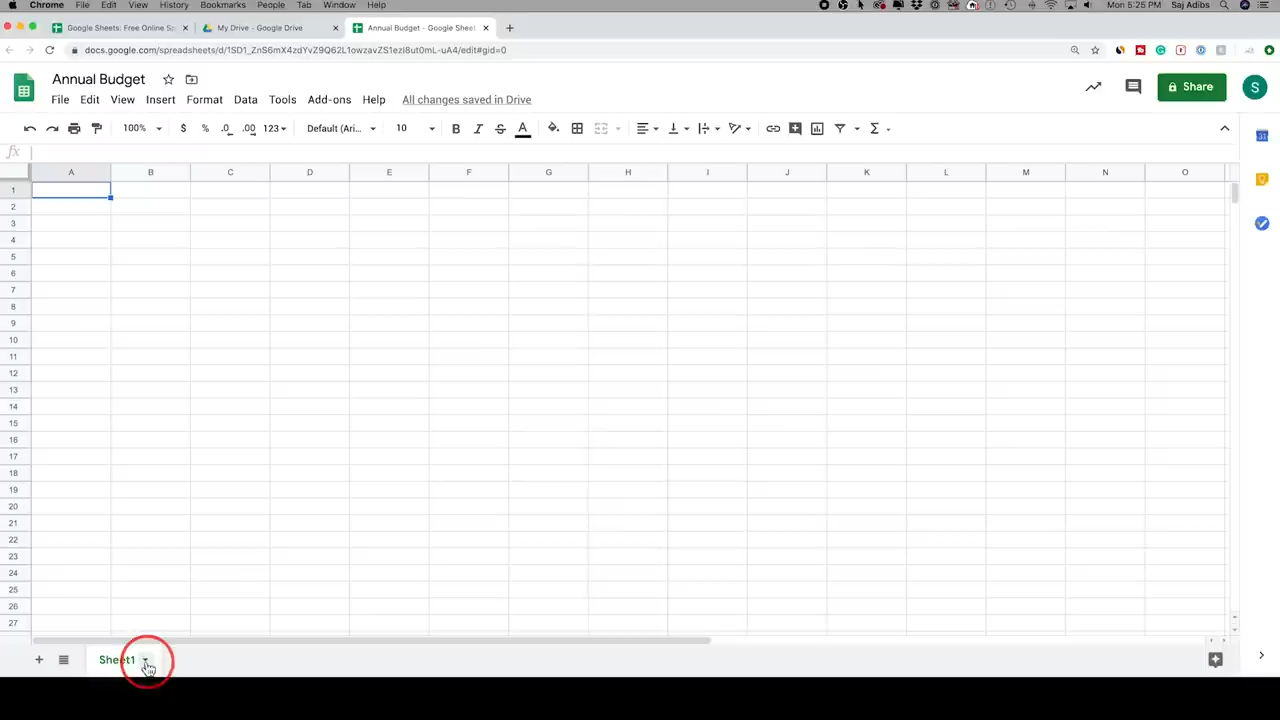 Chrome File Edit View History Bookmarks People Tab Window Help Mon 5:25 PM Saj Adibs
Google Sheets: Free Online Sp My Drive - Google Drive Annual Budget - Google Sheet
docs.google.com/spreadsheets/d/1SD1_ZnS6mX4zdYvZ9Q62L1owzavZS1ezI8ut0mL-uA4/edit#gid=0
Annual Budget
File Edit View Insert Format Data Tools Add-ons Help All changes saved in Drive
Share
S
100% $ % .0 .00 123 Default (Ari... 10 B I S A Σ
fx
A B C D E F G H I J K L M N O
1
2
3
4
5
6
7
8
9
10
11
12
13
14
15
16
17
18
19
20
21
22
23
24
25
26
27
+ Sheet1